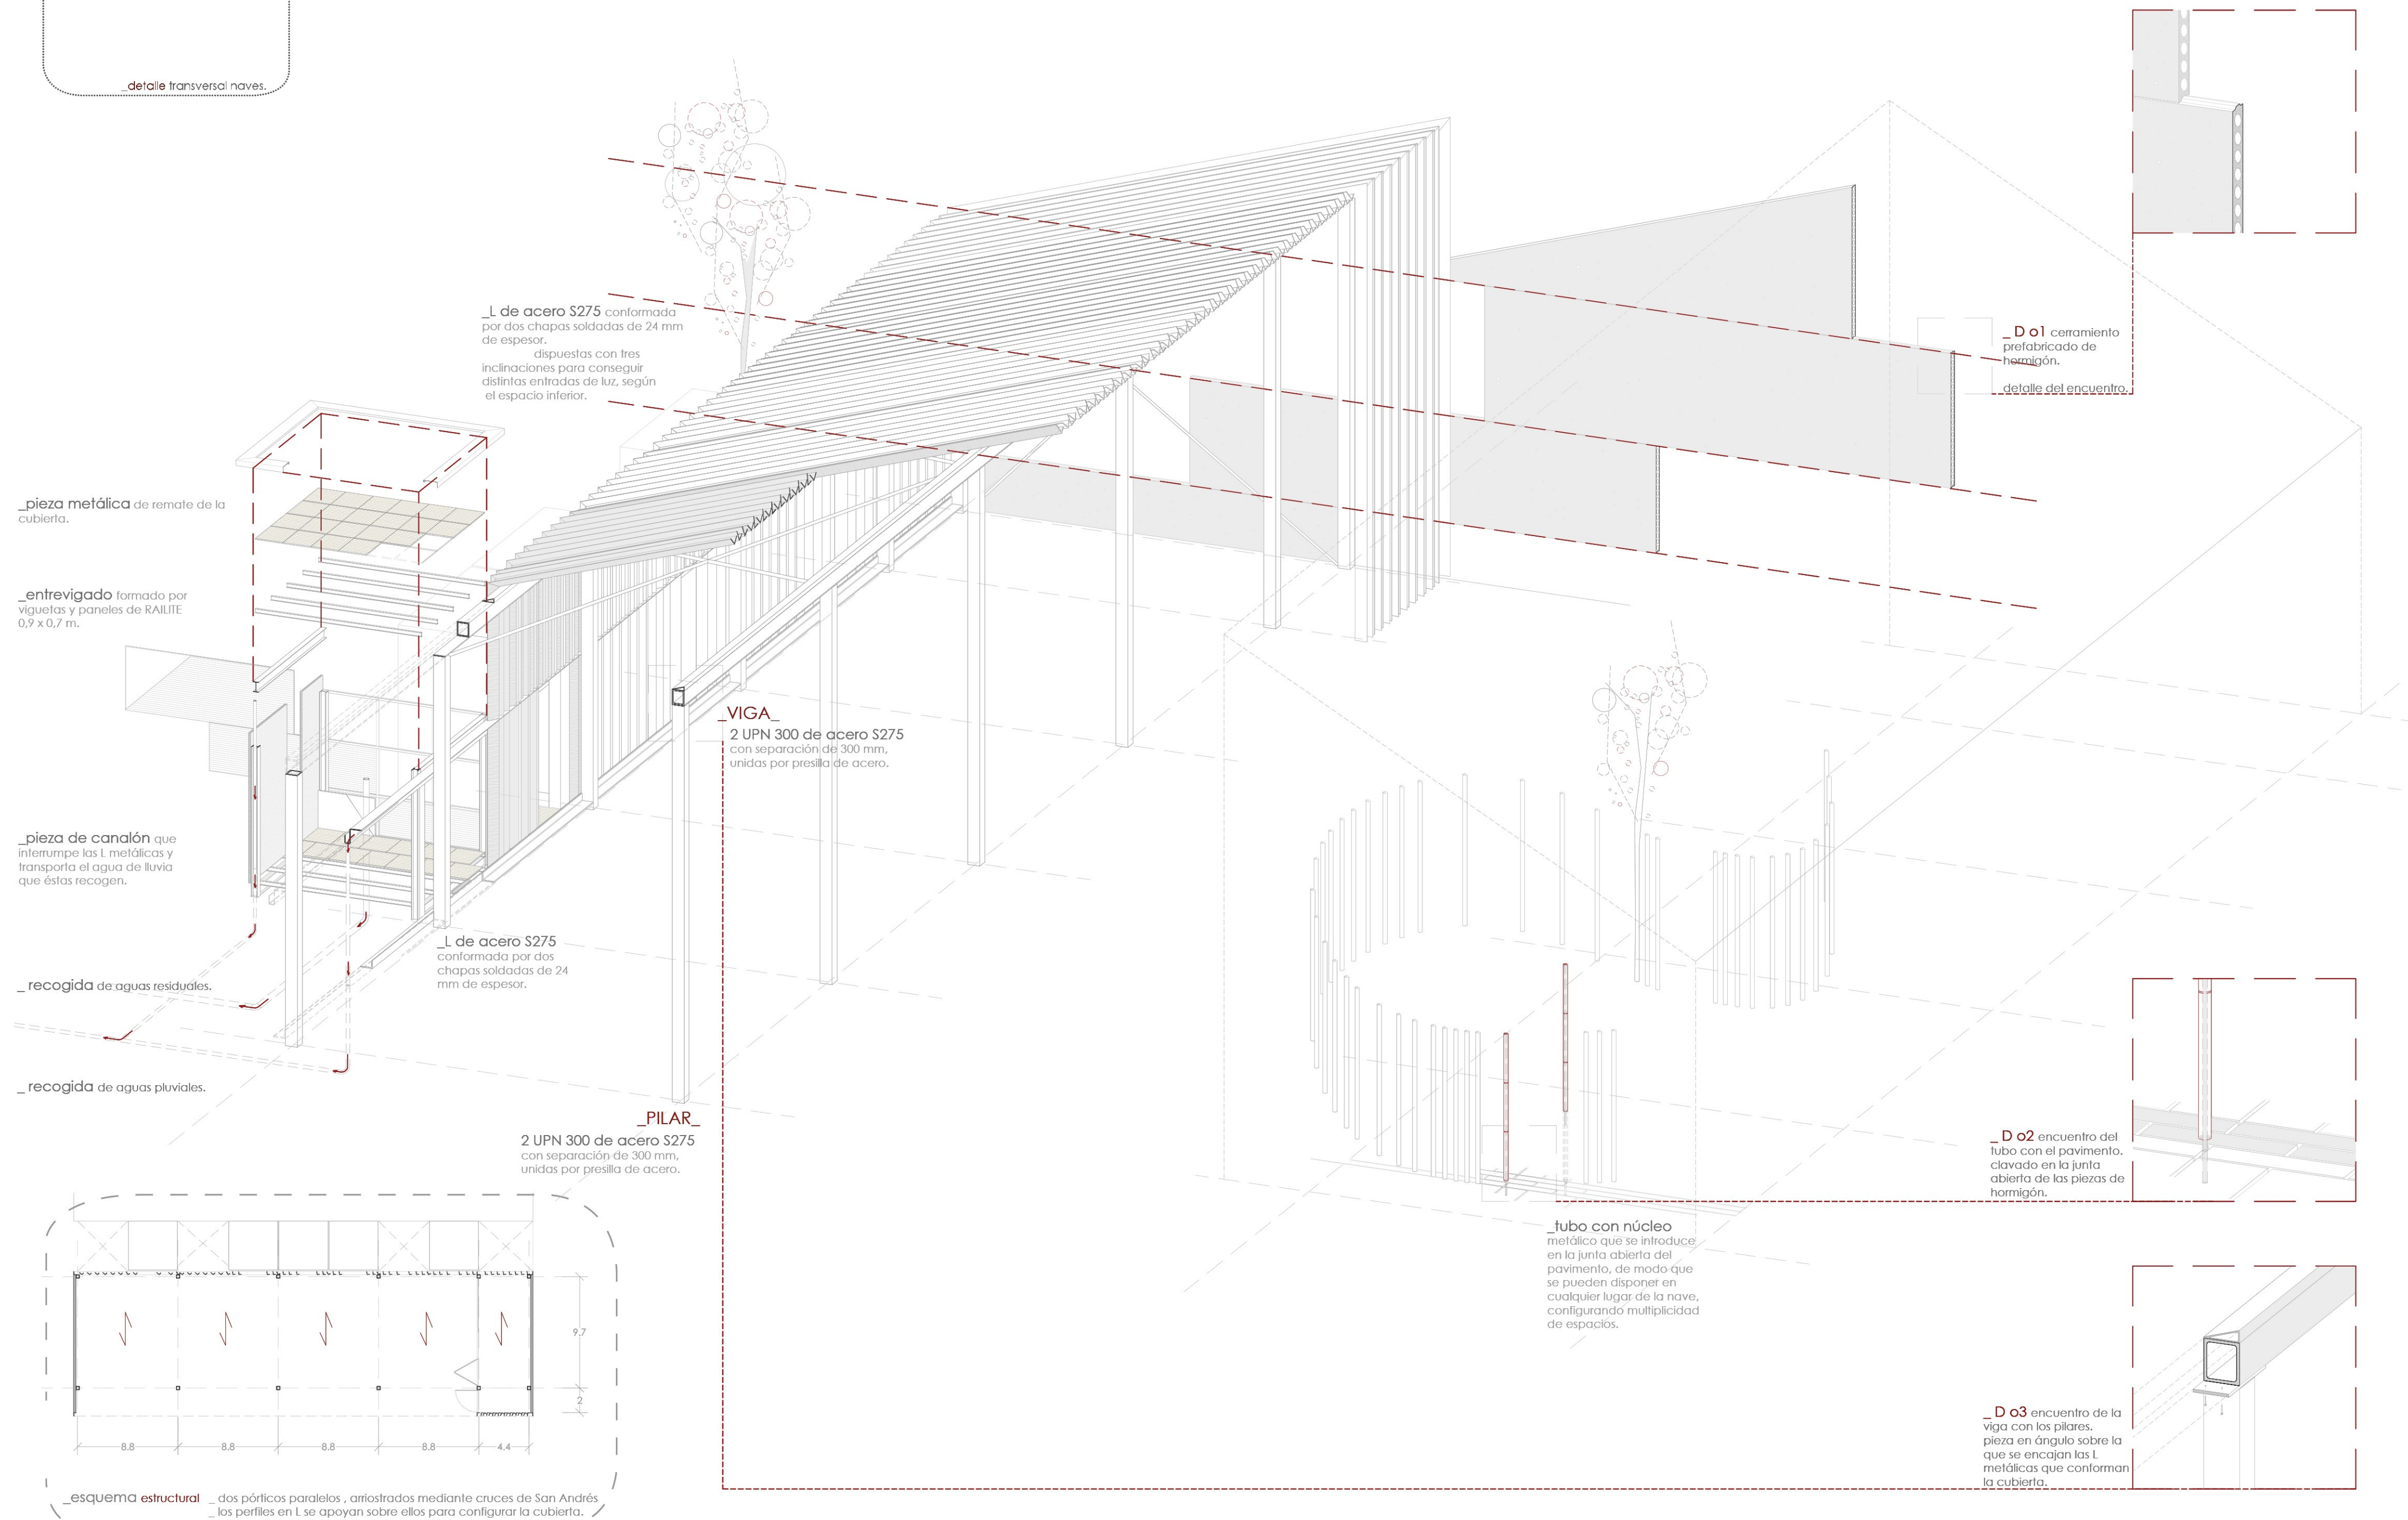 _detalle transversal naves.
_L de acero S275 conformada
por dos chapas soldadas de 24 mm
de espesor.
dispuestas con tres
inclinaciones para conseguir
distintas entradas de luz, según
el espacio inferior.
_D o1 cerramiento
prefabricado de
hormigón.
detalle del encuentro.
_pieza metálica de remate de la
cubierta.
_entrevigado formado por
viguetas y paneles de RAILITE
0,9 x 0,7 m.
_VIGA_
2 UPN 300 de acero S275
con separación de 300 mm,
unidas por presilla de acero.
_pieza de canalón que
interrumpe las L metálicas y
transporta el agua de lluvia
que éstas recogen.
_L de acero S275
conformada por dos
chapas soldadas de 24
mm de espesor.
_ recogida de aguas residuales.
_ recogida de aguas pluviales.
_PILAR_
2 UPN 300 de acero S275
con separación de 300 mm,
unidas por presilla de acero.
_ D o2 encuentro del
tubo con el pavimento.
clavado en la junta
abierta de las piezas de
hormigón.
_tubo con núcleo
metálico que se introduce
en la junta abierta del
pavimento, de modo que
se pueden disponer en
cualquier lugar de la nave,
configurando multiplicidad
de espacios.
9.7
2
8.8
8.8
8.8
8.8
4.4
_ D o3 encuentro de la
viga con los pilares.
pieza en ángulo sobre la
que se encajan las L
metálicas que conforman
la cubierta.
_esquema estructural _ dos pórticos paralelos , arriostrados mediante cruces de San Andrés
_ los perfiles en L se apoyan sobre ellos para configurar la cubierta.